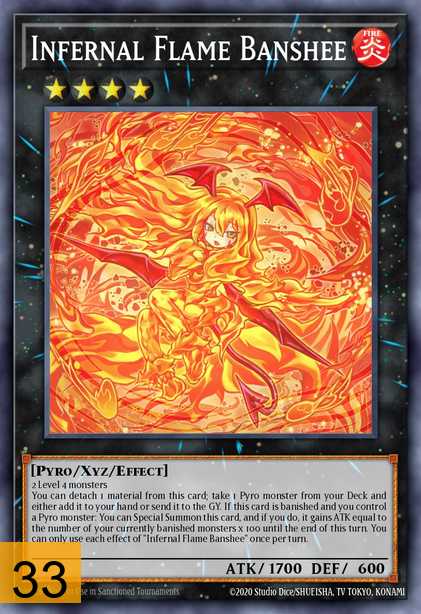 INFERNAL FLAME BANSHEE
FIRE
炎
[PYRO/XYZ/EFFECT]
2 Level 4 monsters
You can detach 1 material from this card; take 1 Pyro monster from your Deck and
either add it to your hand or send it to the GY. If this card is banished and you control
a Pyro monster: You can Special Summon this card, and if you do, it gains ATK equal to
the number of your currently banished monsters x 100 until the end of this turn. You
can only use each effect of "Infernal Flame Banshee" once per turn.
ATK/ 1700 DEF/ 600
33
Use in Sanctioned Tournaments
©2020 Studio Dice/SHUEISHA, TV TOKYO, KONAMI